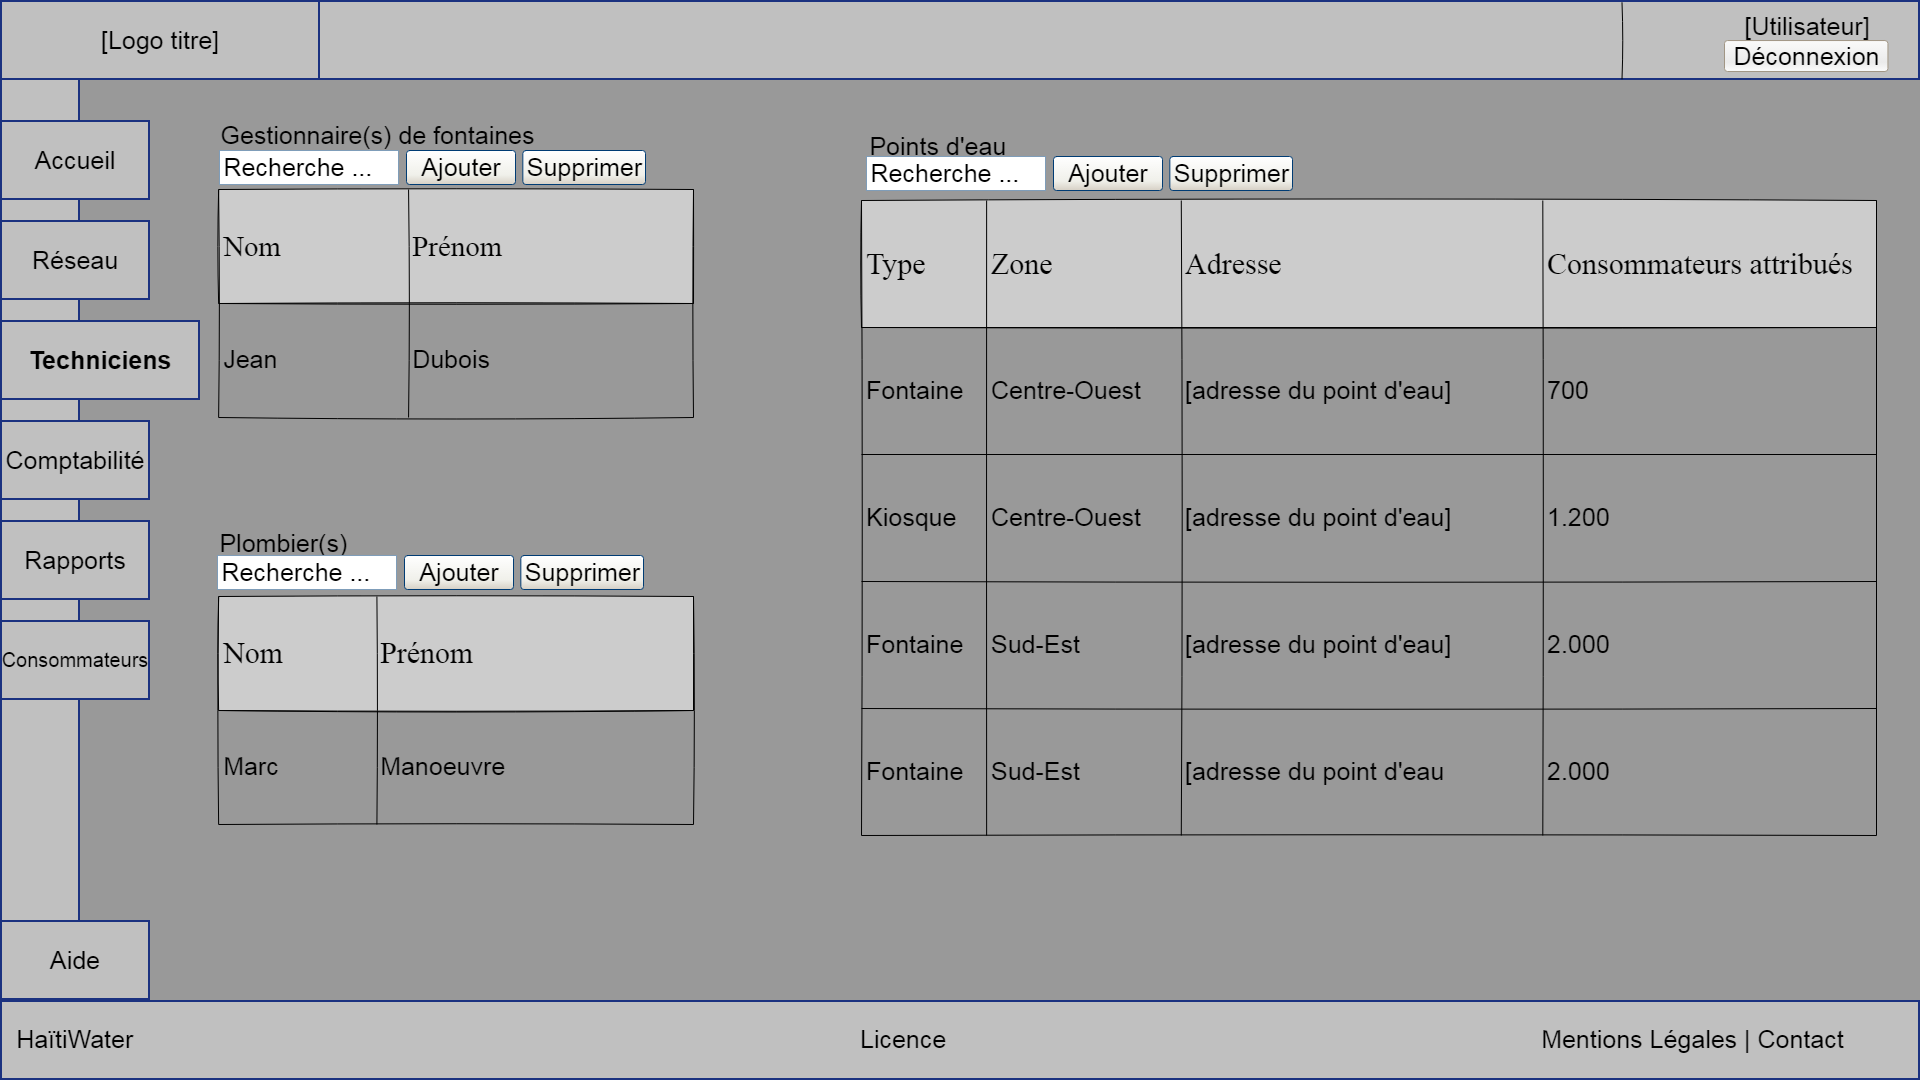 [Logo titre]
[Utilisateur]
Déconnexion
Accueil
Réseau
Techniciens
Comptabilité
Rapports
Consommateurs
Aide
Gestionnaire(s) de fontaines
Recherche ... Ajouter Supprimer
Nom Prénom
Jean Dubois
Plombier(s)
Recherche ... Ajouter Supprimer
Nom Prénom
Marc Manoeuvre
Points d'eau
Recherche ... Ajouter Supprimer
Type Zone Adresse Consommateurs attribués
Fontaine Centre-Ouest [adresse du point d'eau] 700
Kiosque Centre-Ouest [adresse du point d'eau] 1.200
Fontaine Sud-Est [adresse du point d'eau] 2.000
Fontaine Sud-Est [adresse du point d'eau 2.000
HaïtiWater Licence Mentions Légales | Contact